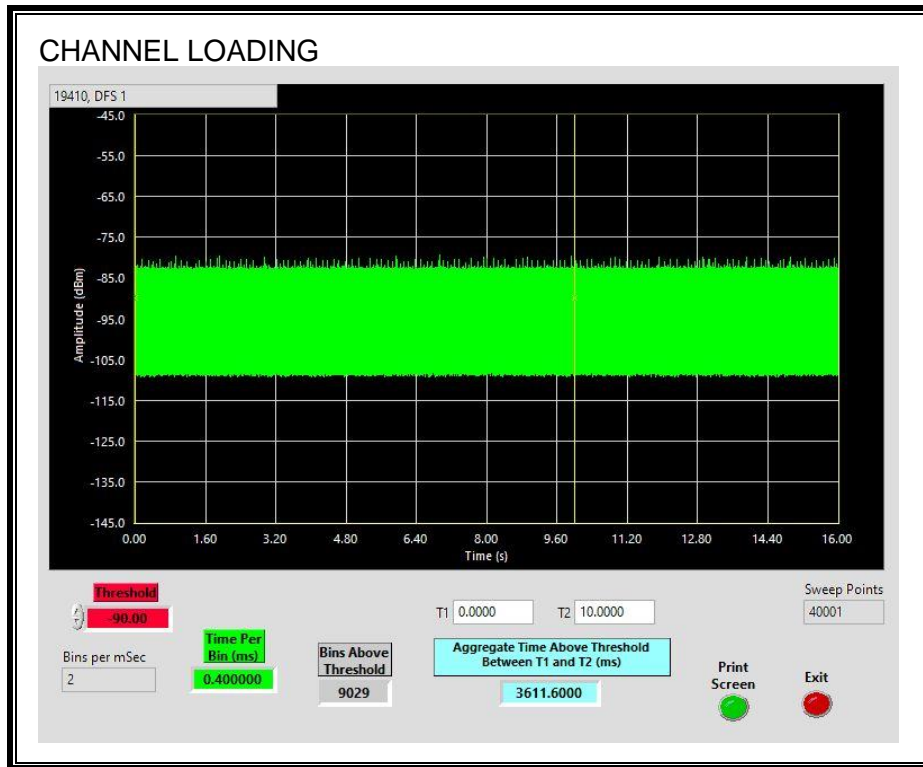 CHANNEL LOADING
19410, DFS 1
-45.0
-55.0
-65.0
-75.0
-85.0
-95.0
-105.0
-115.0
-125.0
-135.0
-145.0
Amplitude (dBm)
0.00 1.60 3.20 4.80 6.40 8.00 9.60 11.20 12.80 14.40 16.00
Time (s)
Threshold
-90.00
Bins per mSec
2
Time Per
Bin (ms)
0.400000
Bins Above
Threshold
9029
T1 0.0000 T2 10.0000
Aggregate Time Above Threshold
Between T1 and T2 (ms)
3611.6000
Sweep Points
40001
Print
Screen
Exit